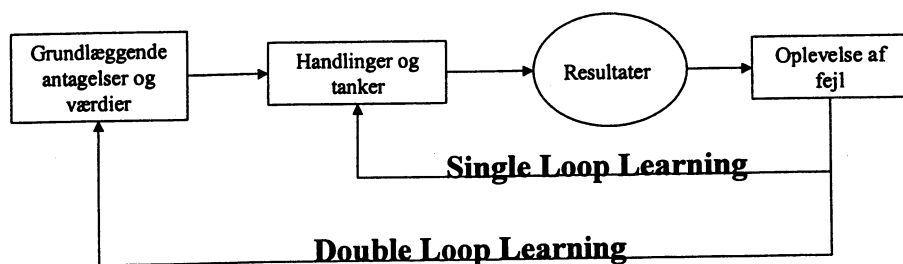 Grundlæggende
antagelser og
værdier
Handlinger og
tanker
Resultater
Oplevelse af
fejl
Single Loop Learning
Double Loop Learning